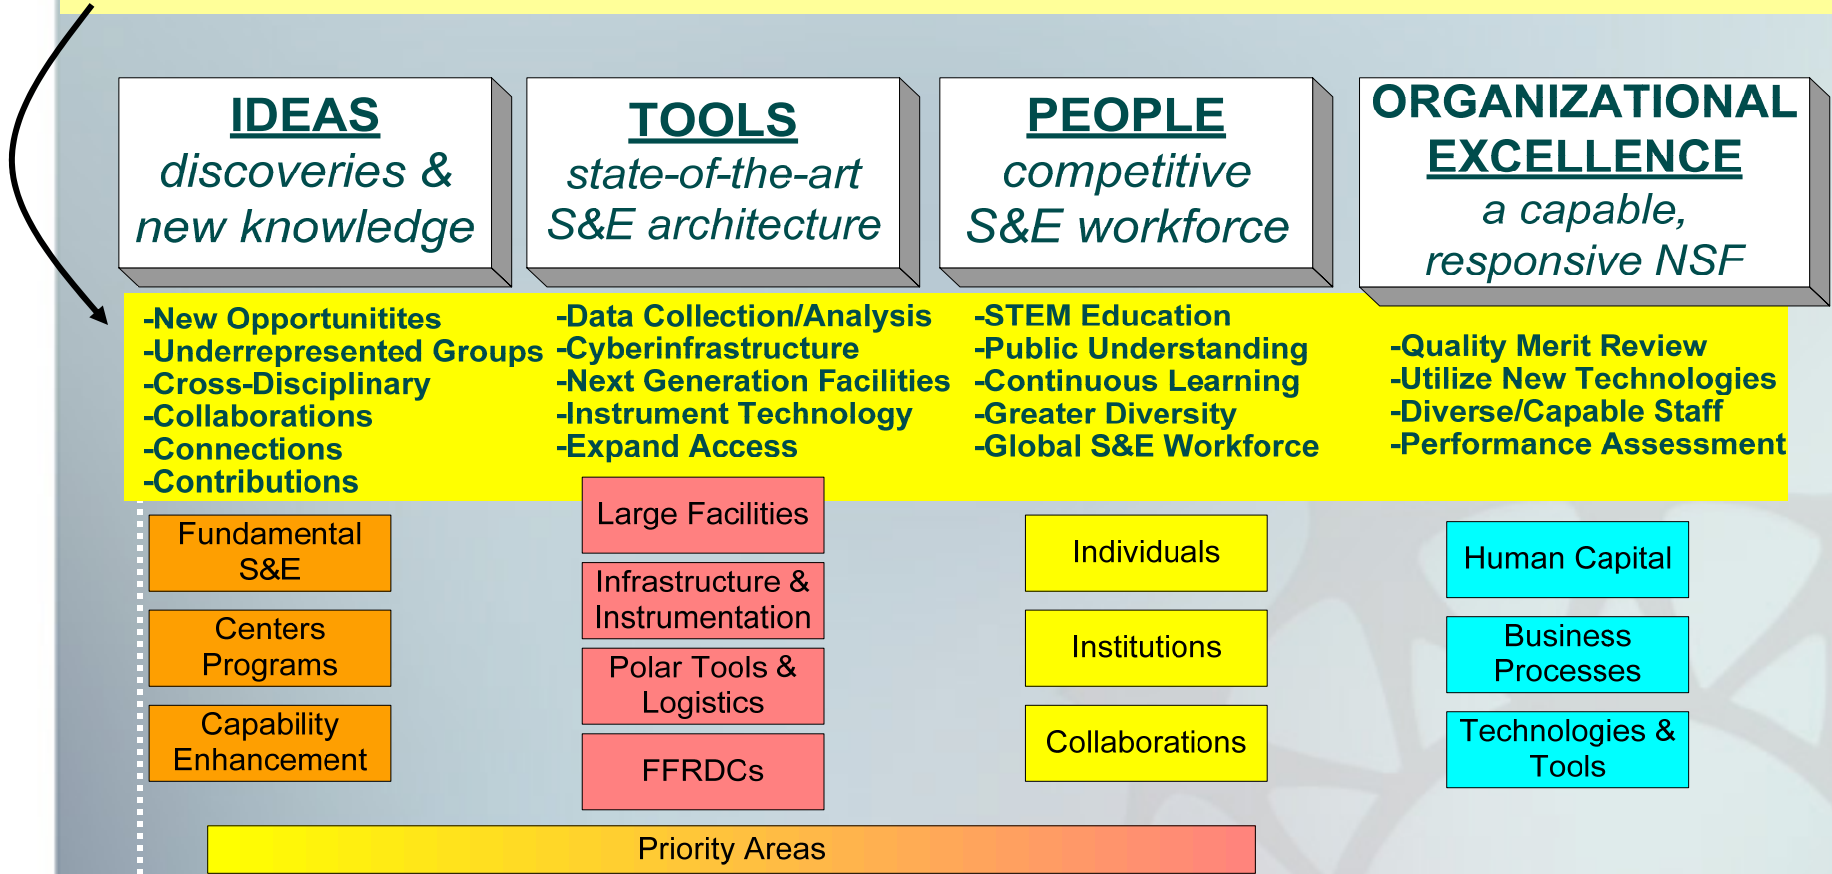 IDEAS
discoveries &
new knowledge
TOOLS
state-of-the-art
S&E architecture
PEOPLE
competitive
S&E workforce
ORGANIZATIONAL
EXCELLENCE
a capable,
responsive NSF
-New Opportunitites
-Underrepresented Groups
-Cross-Disciplinary
-Collaborations
-Connections
-Contributions
-Data Collection/Analysis
-Cyberinfrastructure
-Next Generation Facilities
-Instrument Technology
-Expand Access
-STEM Education
-Public Understanding
-Continuous Learning
-Greater Diversity
-Global S&E Workforce
-Quality Merit Review
-Utilize New Technologies
-Diverse/Capable Staff
-Performance Assessment
Fundamental
S&E
Centers
Programs
Capability
Enhancement
Large Facilities
Infrastructure &
Instrumentation
Polar Tools &
Logistics
FFRDCs
Individuals
Institutions
Collaborations
Human Capital
Business
Processes
Technologies &
Tools
Priority Areas